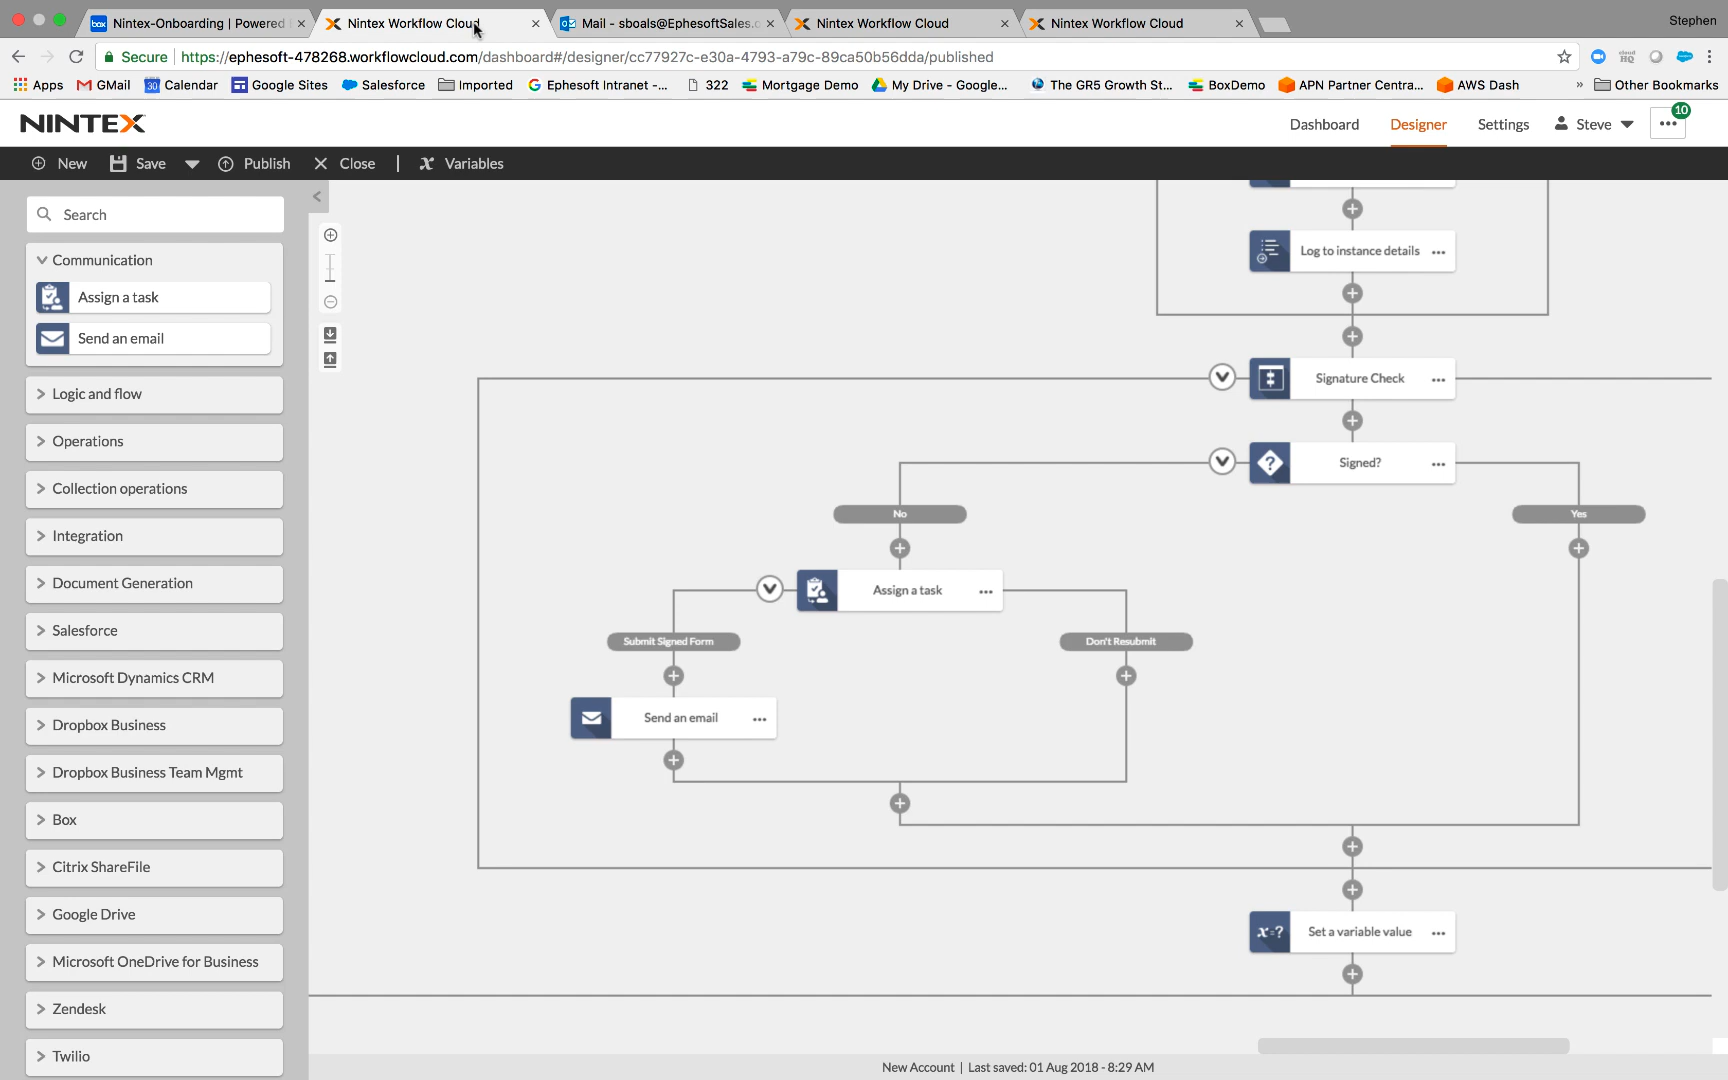 Nintex-Onboarding | Powered
Nintex Workflow Cloud
Mail - sboals@EphesoftSales.c
Nintex Workflow Cloud
Nintex Workflow Cloud
Stephen
Secure
https://ephesoft-478268.workflowcloud.com/dashboard#/designer/cc77927c-e30a-4793-a79c-89ca50b56dda/published
Apps
GMail
Calendar
Google Sites
Salesforce
Imported
Ephesoft Intranet -...
322
Mortgage Demo
My Drive - Google...
The GR5 Growth St...
BoxDemo
APN Partner Centra...
AWS Dash
»
Other Bookmarks
NINTEX
Dashboard
Designer
Settings
Steve
10
New
Save
Publish
Close
Variables
Search
Communication
Assign a task
Send an email
Logic and flow
Operations
Collection operations
Integration
Document Generation
Salesforce
Microsoft Dynamics CRM
Dropbox Business
Dropbox Business Team Mgmt
Box
Citrix ShareFile
Google Drive
Microsoft OneDrive for Business
Zendesk
Twilio
Log to instance details
Signature Check
Signed?
No
Yes
Assign a task
Submit Signed Form
Don't Resubmit
Send an email
Set a variable value
New Account | Last saved: 01 Aug 2018 - 8:29 AM